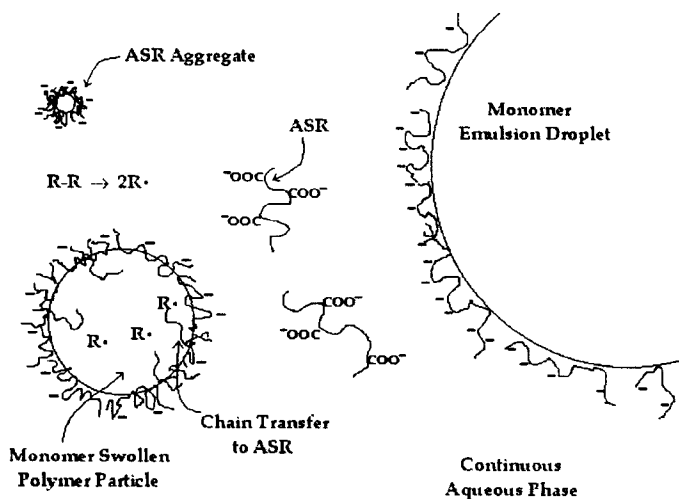 ASR Aggregate
Monomer
Emulsion Droplet
ASR
R-R → 2R·
⁻OOC
COO⁻
⁻OOC
R·
R·
R·
COO⁻
⁻OOC
COO⁻
Chain Transfer
to ASR
Monomer Swollen
Polymer Particle
Continuous
Aqueous Phase